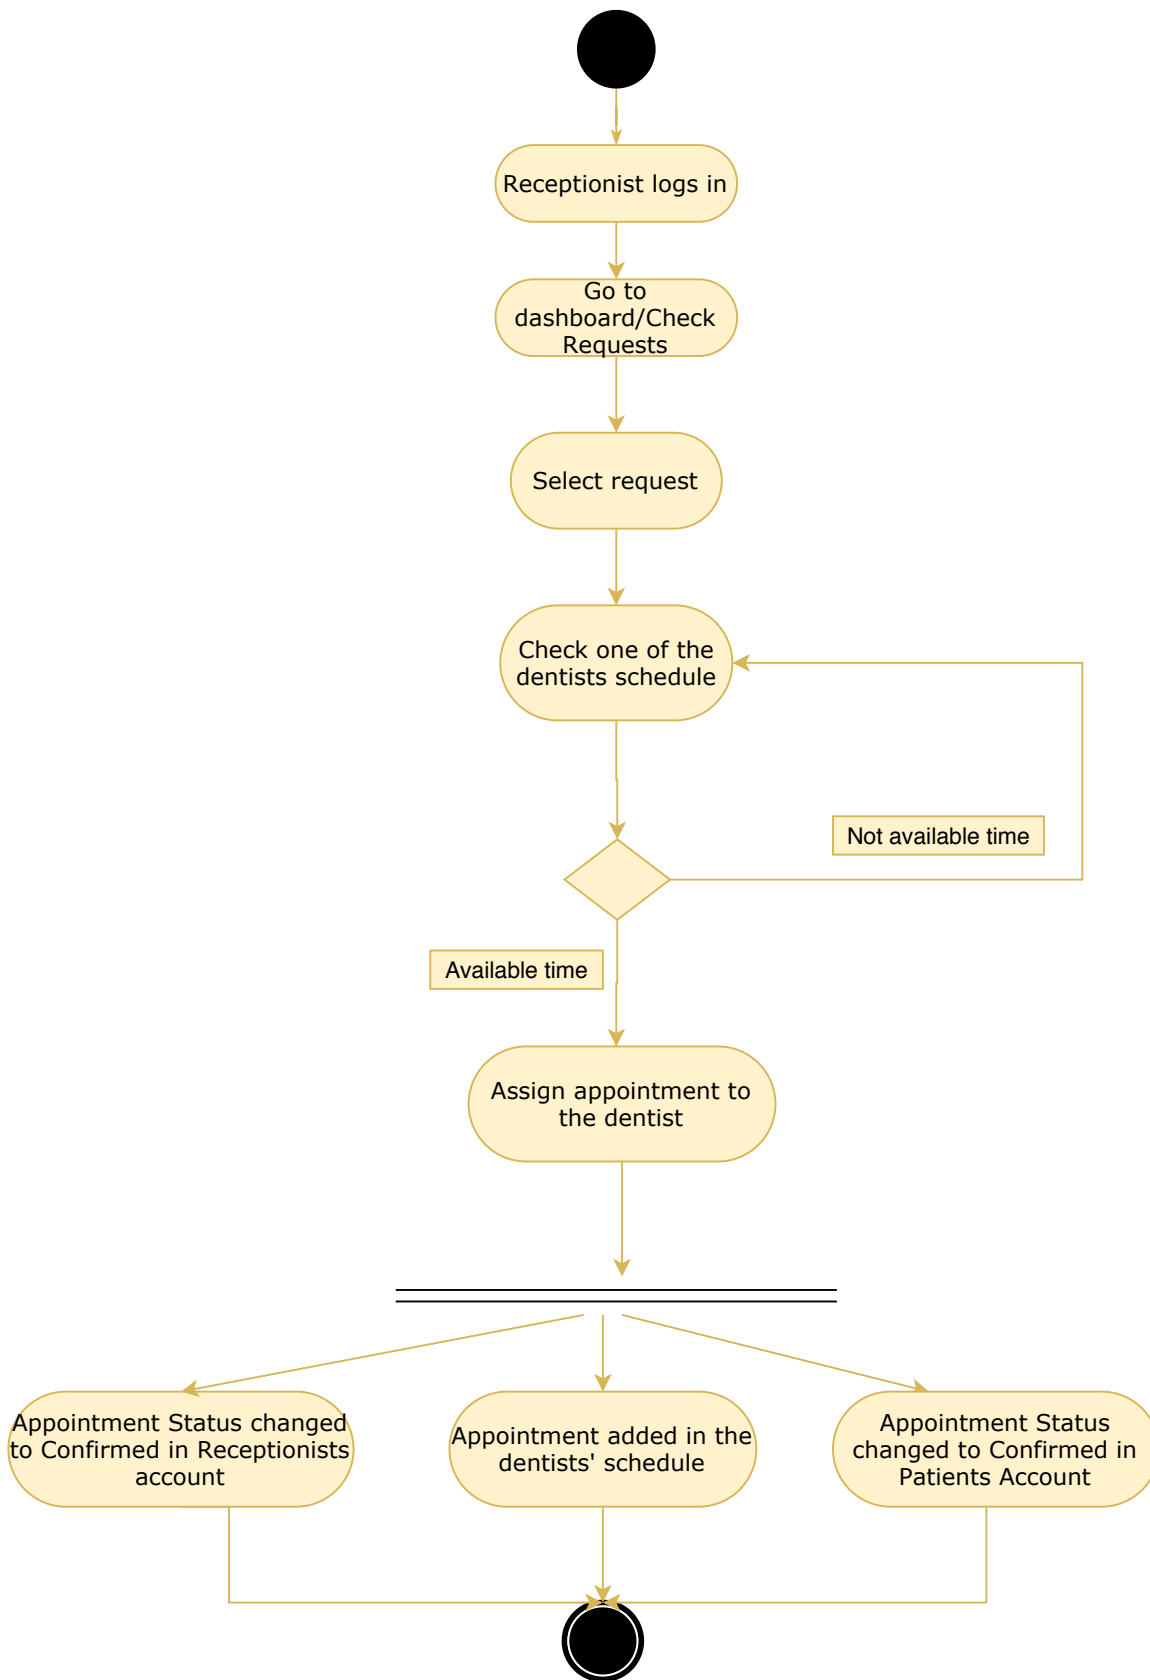 Receptionist logs in
Go to
dashboard/Check
Requests
Select request
Check one of the
dentists schedule
Not available time
Available time
Assign appointment to
the dentist
Appointment Status changed
to Confirmed in Receptionists
account
Appointment added in the
dentists' schedule
Appointment Status
changed to Confirmed in
Patients Account